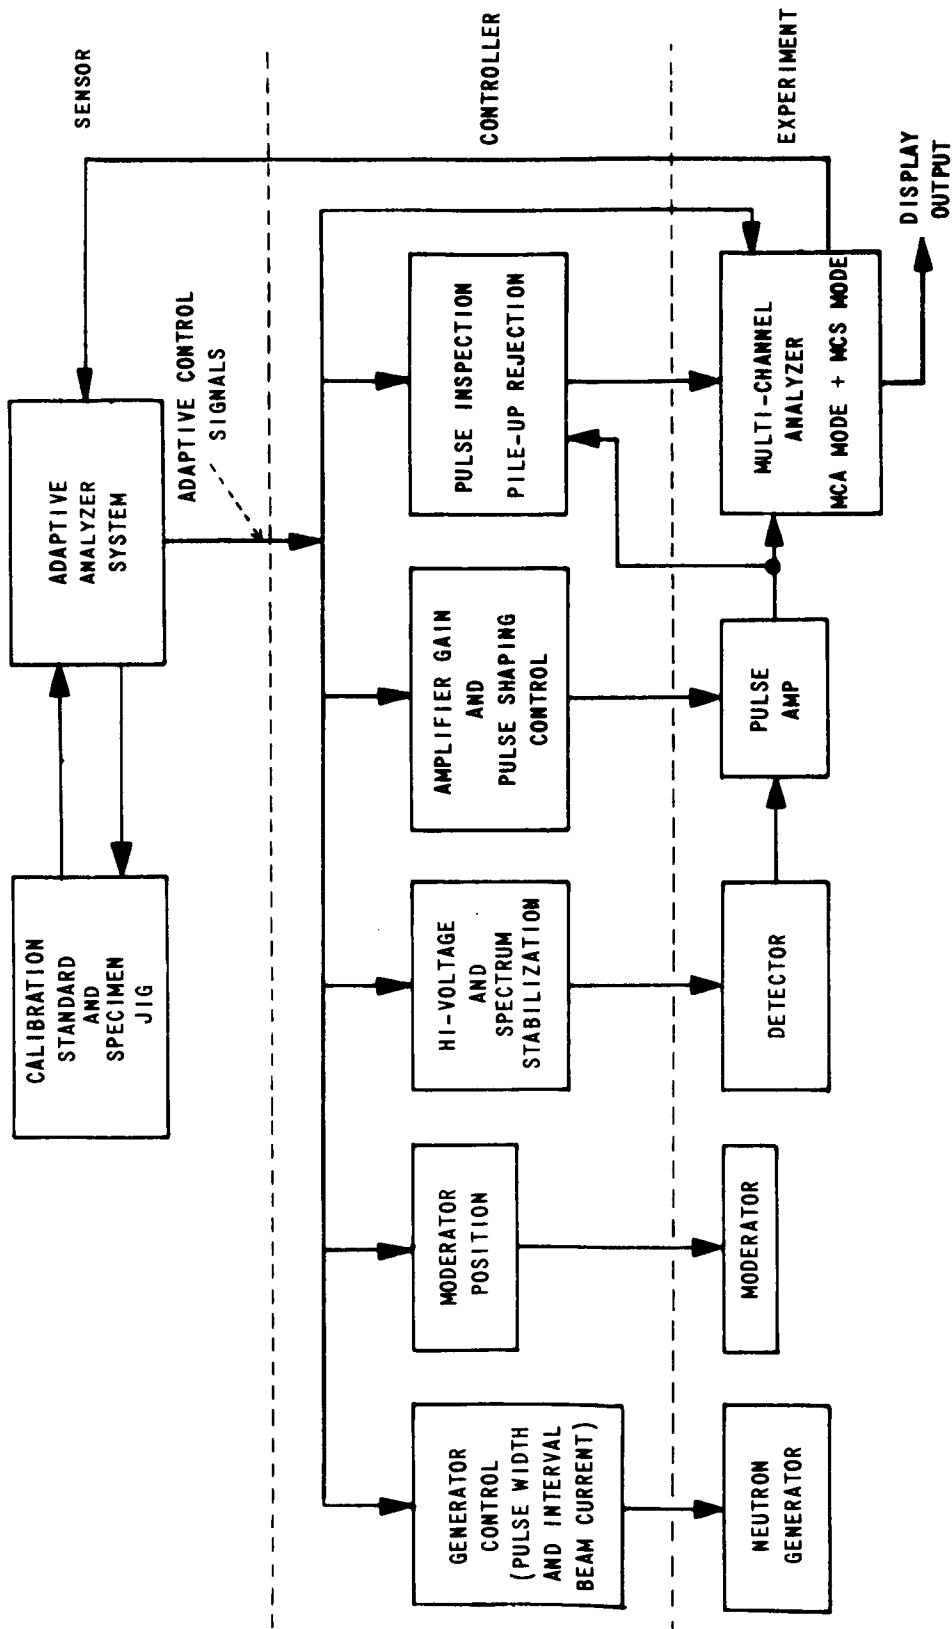 SENSOR
CALIBRATION
STANDARD
AND
SPECIMEN
JIG
ADAPTIVE
ANALYZER
SYSTEM
ADAPTIVE CONTROL
SIGNALS
CONTROLLER
GENERATOR
CONTROL
(PULSE WIDTH
AND INTERVAL
BEAM CURRENT)
MODERATOR
POSITION
HI-VOLTAGE
AND
SPECTRUM
STABILIZATION
AMPLIFIER GAIN
AND
PULSE SHAPING
CONTROL
PULSE INSPECTION
PILE-UP REJECTION
EXPERIMENT
NEUTRON
GENERATOR
MODERATOR
DETECTOR
PULSE
AMP
MULTI-CHANNEL
ANALYZER
MCA MODE + MCS MODE
DISPLAY
OUTPUT